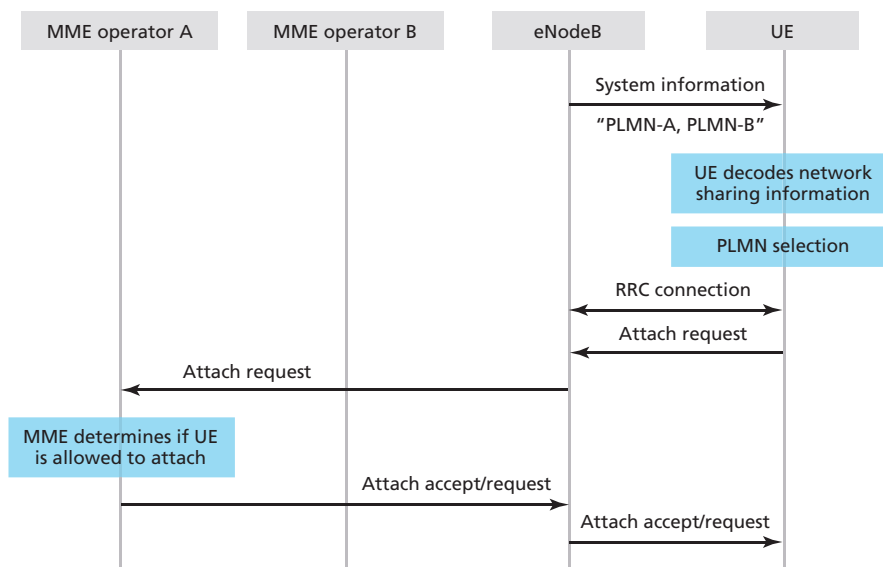 MME operator A
MME operator B
eNodeB
UE
System information
“PLMN-A, PLMN-B”
UE decodes network
sharing information
PLMN selection
RRC connection
Attach request
Attach request
MME determines if UE
is allowed to attach
Attach accept/request
Attach accept/request